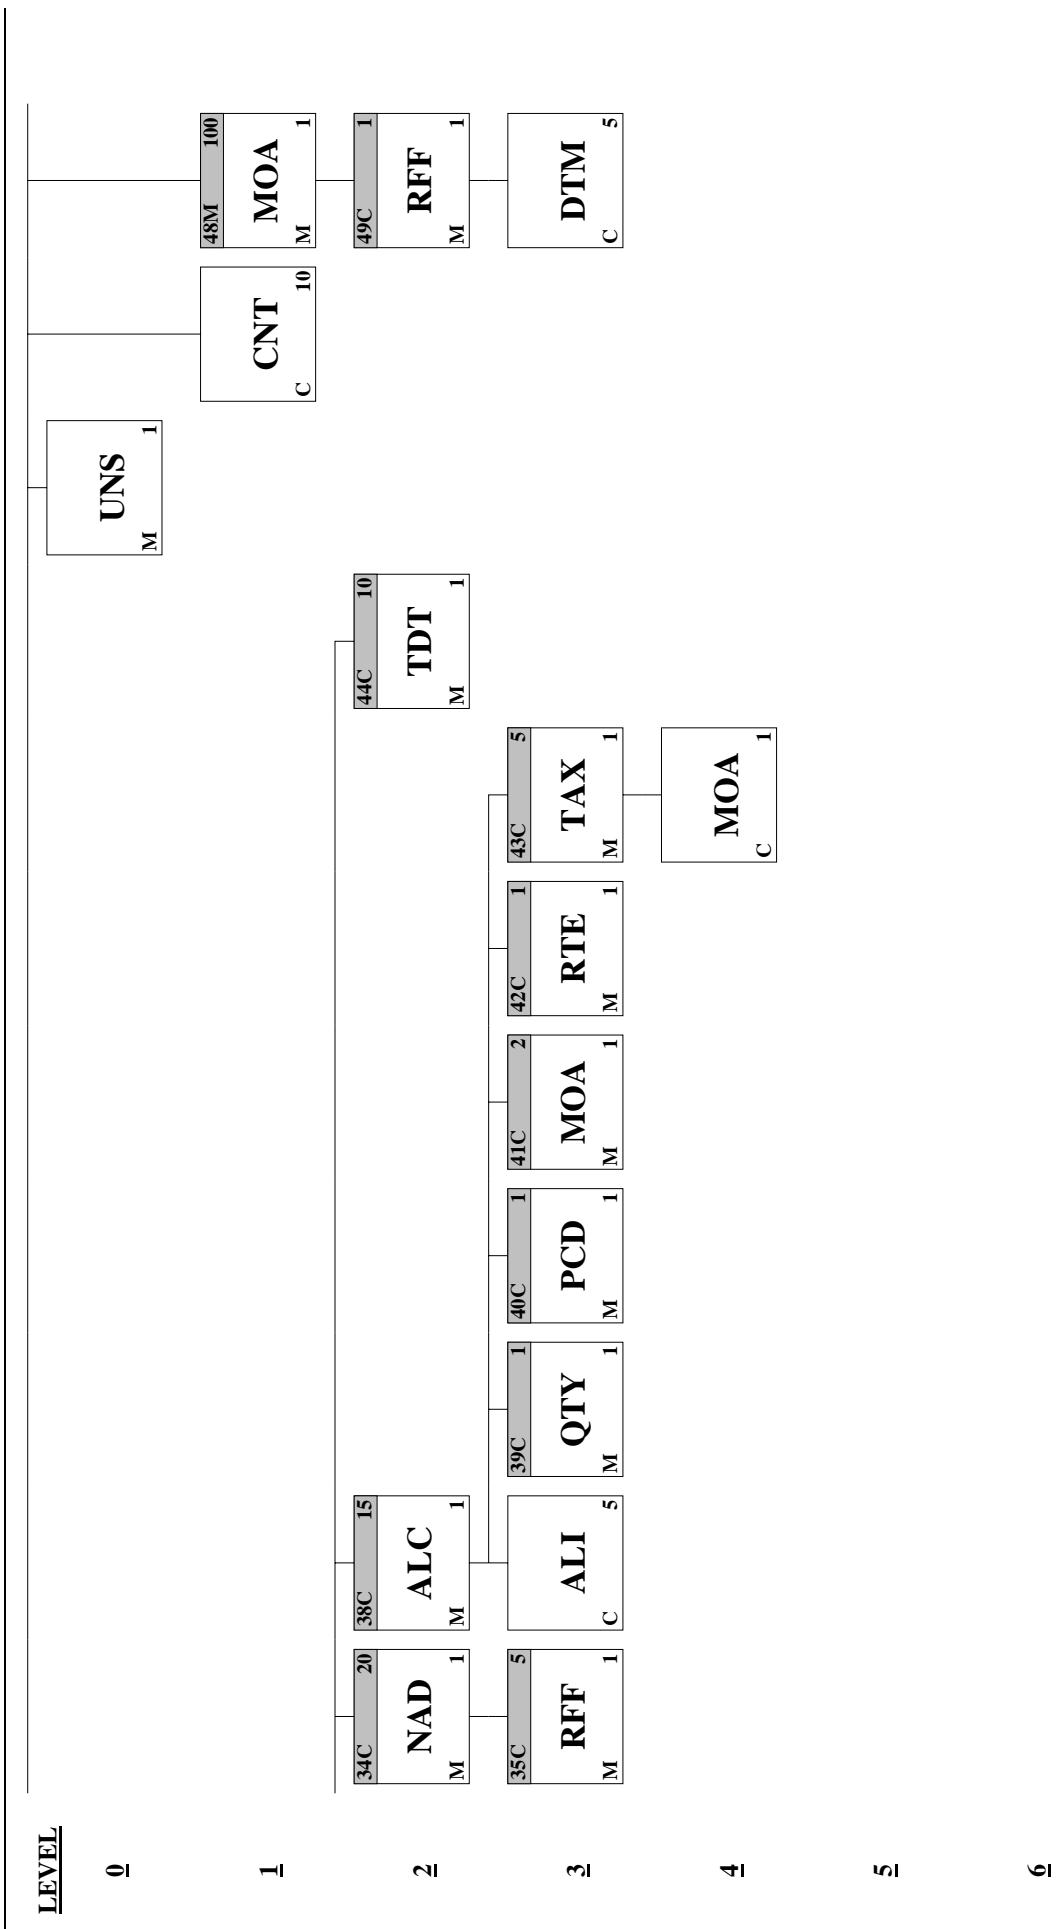 LEVEL
0
1
2
3
4
5
6
34C 20
NAD
M 1
35C 5
RFF
M 1
38C 15
ALC
M 1
ALI
C 5
39C 1
QTY
M 1
40C 1
PCD
M 1
41C 2
MOA
M 1
42C 1
RTE
M 1
43C 5
TAX
M 1
MOA
C 1
44C 10
TDT
M 1
UNS
M 1
CNT
C 10
48M 100
MOA
M 1
49C 1
RFF
M 1
DTM
C 5